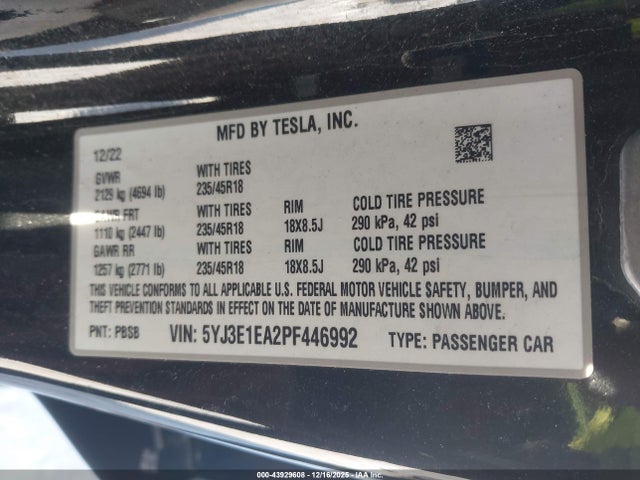 MFD BY TESLA, INC.
12/22
GVWR WITH TIRES
2129 kg (4694 lb) 235/45R18
GAWR FRT WITH TIRES RIM COLD TIRE PRESSURE
1110 kg (2447 lb) 235/45R18 18X8.5J 290 kPa, 42 psi
GAWR RR WITH TIRES RIM COLD TIRE PRESSURE
1257 kg (2771 lb) 235/45R18 18X8.5J 290 kPa, 42 psi
THIS VEHICLE CONFORMS TO ALL APPLICABLE U.S. FEDERAL MOTOR VEHICLE SAFETY, BUMPER, AND
THEFT PREVENTION STANDARDS IN EFFECT ON THE DATE OF MANUFACTURE SHOWN ABOVE.
PNT: PBSB VIN: 5YJ3E1EA2PF446992 TYPE: PASSENGER CAR
000-43929608 - 12/16/2025 - IAA Inc.